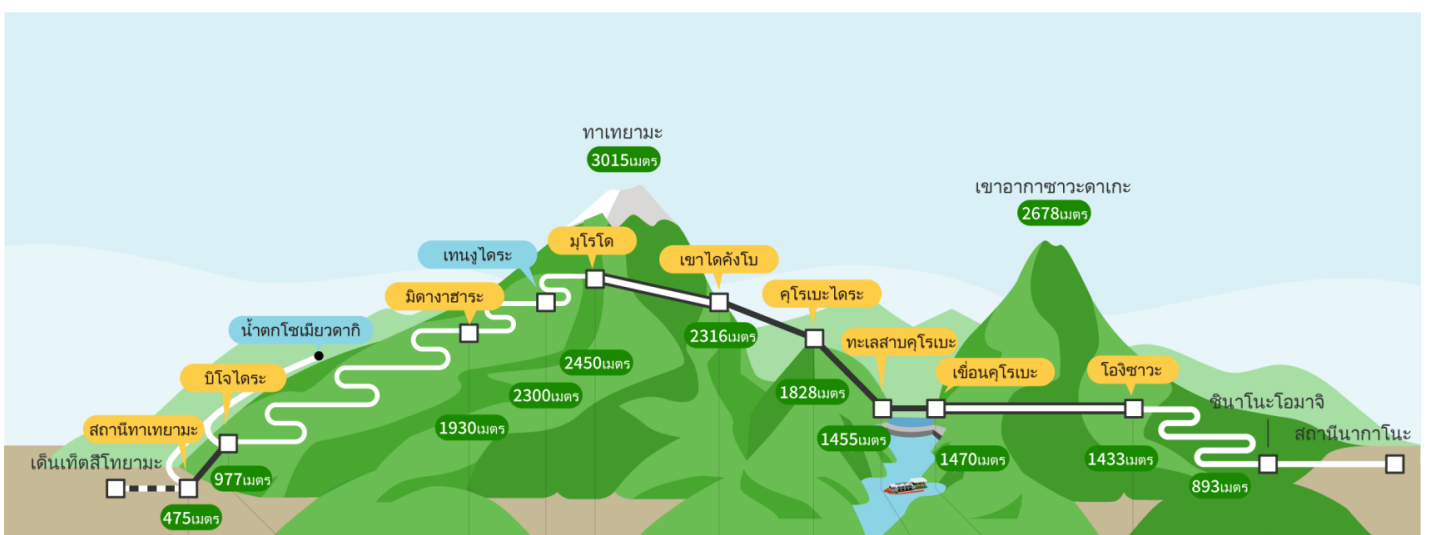 ทาเทยามะ
3015เมตร
เขาอากาซาวะดาเกะ
2678เมตร
มุโรโด
เทนงูไดระ
เขาไดคังโบ
มิดางาฮาระ
คุโรเบะไดระ
น้ำตกโชเมียวดากิ
2316เมตร
ทะเลสาบคุโรเบะ
2450เมตร
บิโจไดระ
เขื่อนคุโรเบะ
โองิซาวะ
2300เมตร
1828เมตร
ชินาโนะโอมาจิ
สถานีทาเทยามะ
1930เมตร
1455เมตร
สถานีนากาโนะ
เด็นเท็ตสึโทยามะ
1470เมตร
1433เมตร
977เมตร
893เมตร
475เมตร